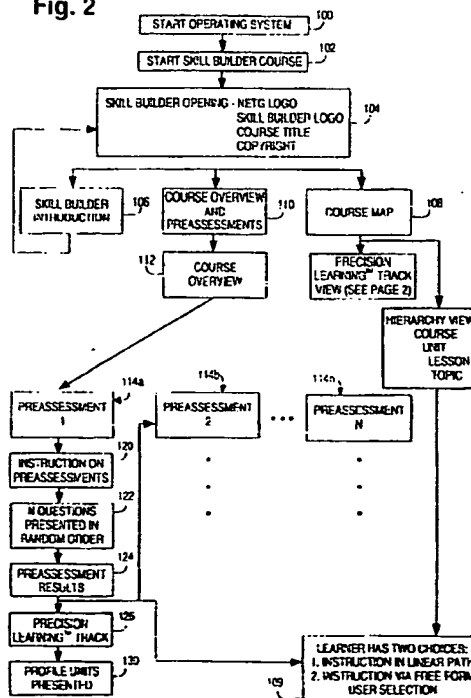 Fig. 2
START OPERATING SYSTEM
100
START SKILL BUILDER COURSE
102
SKILL BUILDER OPENING - NETG LOGO
SKILL BUILDER LOGO
COURSE TITLE
COPYRIGHT
104
SKILL BUILDER
INTRODUCTION
106
COURSE OVERVIEW
AND
PREASSESSMENTS
110
COURSE MAP
108
112
COURSE
OVERVIEW
PRECISION
LEARNING™ TRACK
VIEW (SEE PAGE 2)
HIERARCHY VIEW
COURSE
UNIT
LESSON
TOPIC
PREASSESSMENT
1
114a
PREASSESSMENT
2
114b
PREASSESSMENT
N
114n
120
INSTRUCTION ON
PREASSESSMENTS
122
N QUESTIONS
PRESENTED IN
RANDOM ORDER
124
PREASSESSMENT
RESULTS
126
PRECISION
LEARNING™ TRACK
130
PROFILE UNITS
PRESENTED
LEARNER HAS TWO CHOICES:
1. INSTRUCTION IN LINEAR PATH
2. INSTRUCTION VIA FREE FORM
USER SELECTION
109